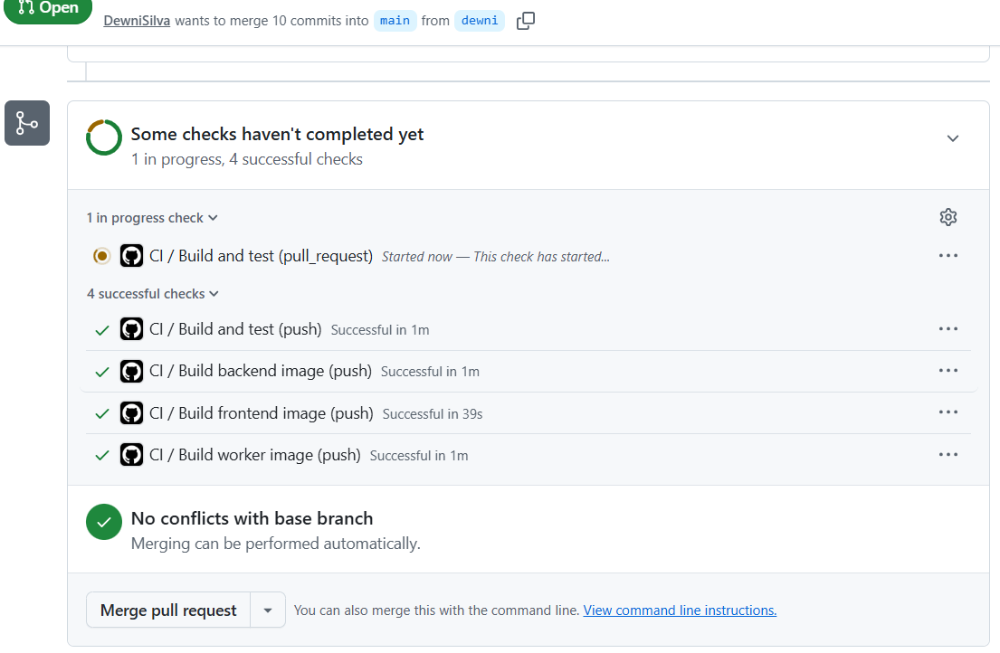 Open
DewniSilva wants to merge 10 commits into main from dewni
Some checks haven't completed yet
1 in progress, 4 successful checks
1 in progress check
CI / Build and test (pull_request) Started now — This check has started...
4 successful checks
CI / Build and test (push) Successful in 1m
CI / Build backend image (push) Successful in 1m
CI / Build frontend image (push) Successful in 39s
CI / Build worker image (push) Successful in 1m
No conflicts with base branch
Merging can be performed automatically.
Merge pull request You can also merge this with the command line. View command line instructions.